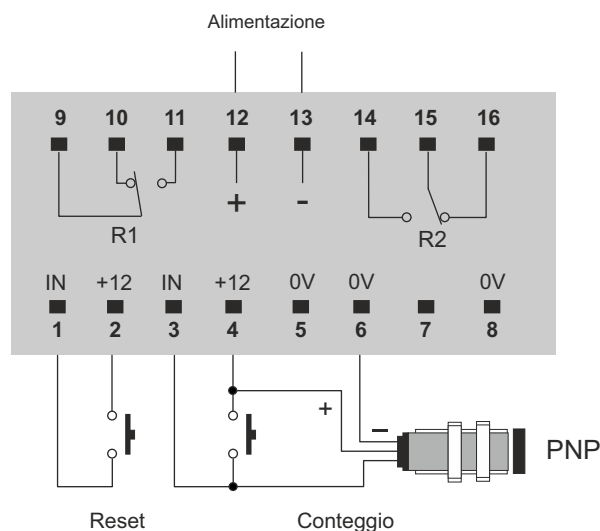 Alimentazione
9 10 11 12 13 14 15 16
+ -
R1 R2
IN +12 IN +12 0V 0V 0V
1 2 3 4 5 6 7 8
+ − PNP
Reset Conteggio